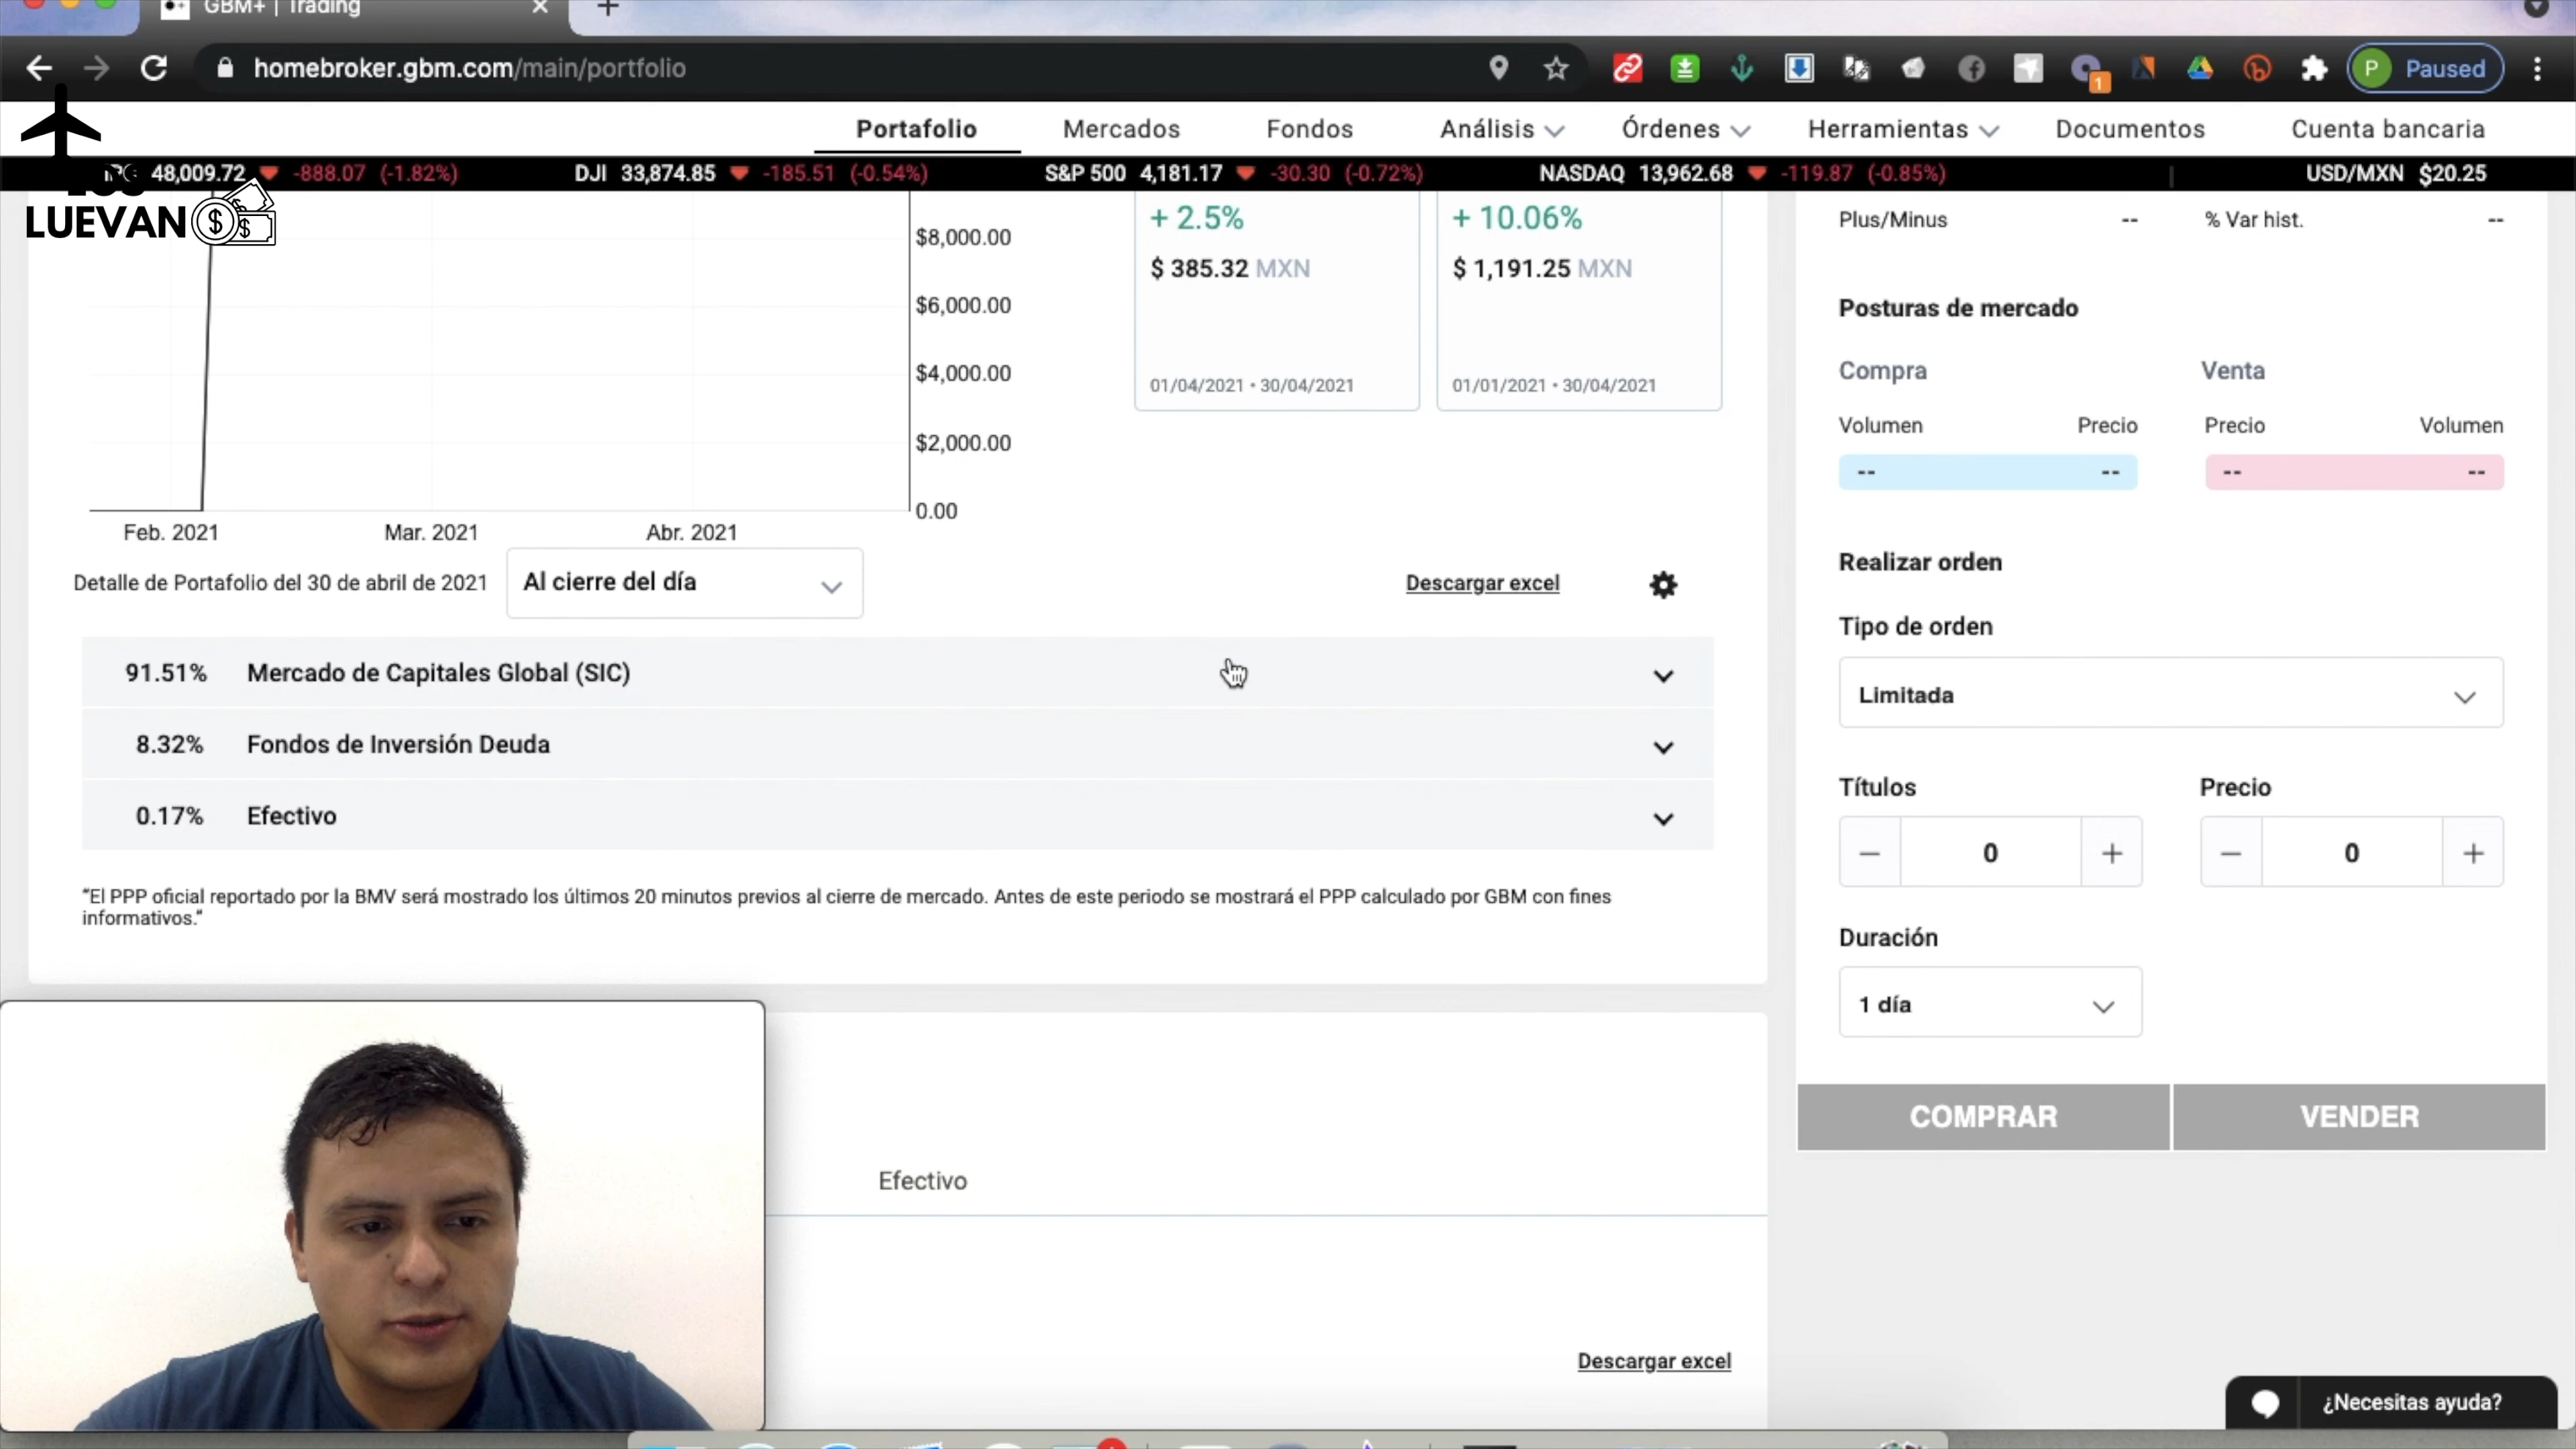 GBM+ | Trading
homebroker.gbm.com/main/portfolio
1
P Paused
Portafolio Mercados Fondos Análisis Órdenes Herramientas Documentos Cuenta bancaria
48,009.72 -888.07 (-1.82%) DJI 33,874.85 -185.51 (-0.54%) S&P 500 4,181.17 -30.30 (-0.72%) NASDAQ 13,962.68 -119.87 (-0.85%) USD/MXN $20.25
LUEVAN
$8,000.00
$6,000.00
$4,000.00
$2,000.00
0.00
Feb. 2021 Mar. 2021 Abr. 2021
+ 2.5%
$ 385.32 MXN
01/04/2021 • 30/04/2021
+ 10.06%
$ 1,191.25 MXN
01/01/2021 • 30/04/2021
Detalle de Portafolio del 30 de abril de 2021 Al cierre del día Descargar excel
91.51% Mercado de Capitales Global (SIC)
8.32% Fondos de Inversión Deuda
0.17% Efectivo
“El PPP oficial reportado por la BMV será mostrado los últimos 20 minutos previos al cierre de mercado. Antes de este periodo se mostrará el PPP calculado por GBM con fines
informativos.“
Efectivo
Descargar excel
Plus/Minus -- % Var hist. --
Posturas de mercado
Compra Venta
Volumen Precio Precio Volumen
-- -- -- --
Realizar orden
Tipo de orden
Limitada
Títulos Precio
− 0 + − 0 +
Duración
1 día
COMPRAR VENDER
¿Necesitas ayuda?